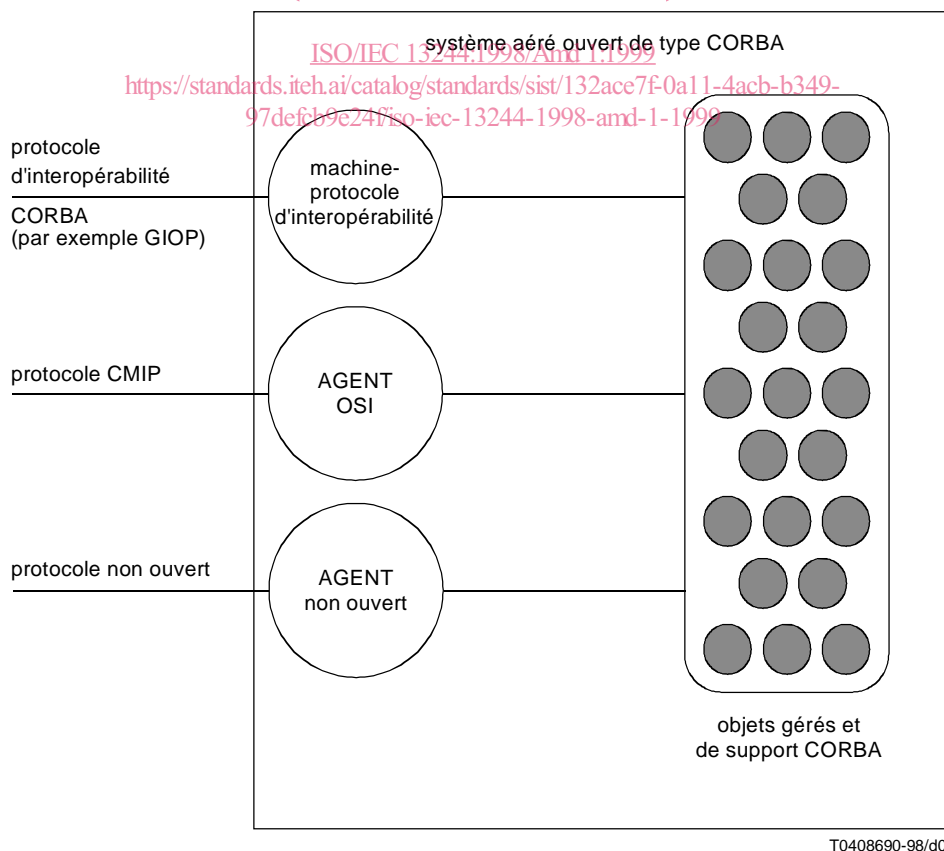 système aéré ouvert de type CORBA
ISO/IEC 13244:1998/Amd 1:1999
https://standards.iteh.ai/catalog/standards/sist/132ace7f-0a11-4acb-b349-
97defcb9e24f/iso-iec-13244-1998-amd-1-1999
protocole
d'interopérabilité
CORBA
(par exemple GIOP)
machine-
protocole
d'interopérabilité
protocole CMIP
AGENT
OSI
protocole non ouvert
AGENT
non ouvert
objets gérés et
de support CORBA
T0408690-98/d0